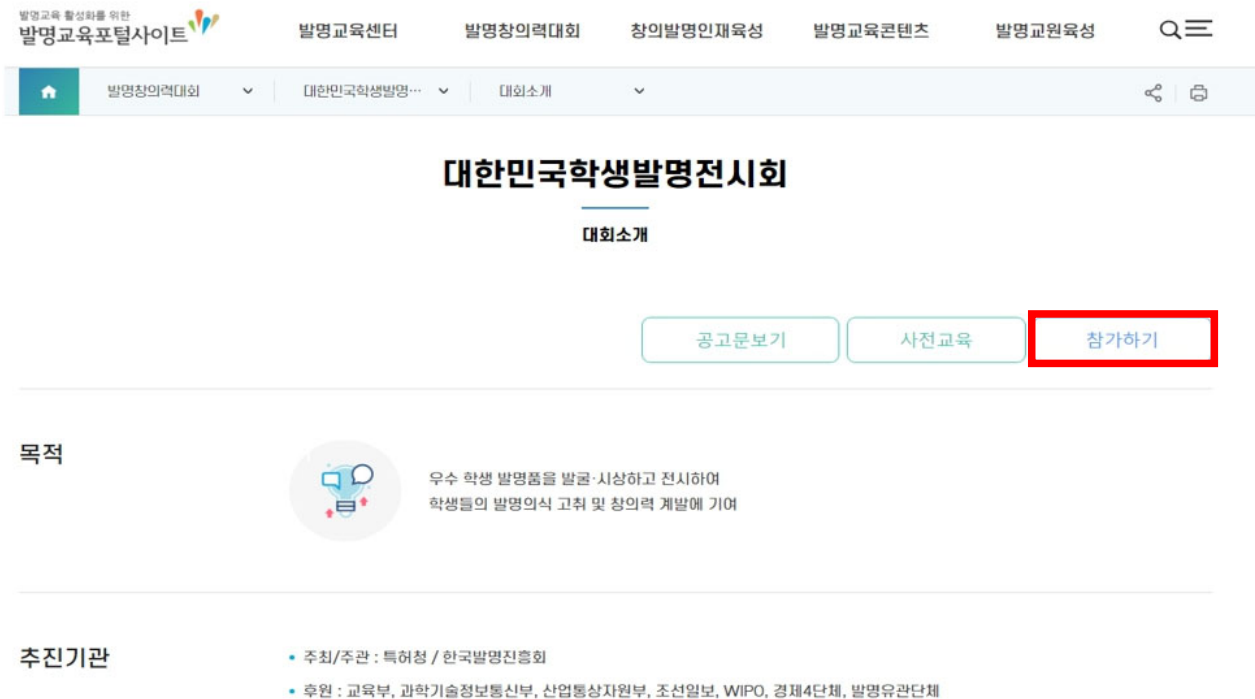 발명교육 활성화를 위한
발명교육포털사이트
발명교육센터 발명창의력대회 창의발명인재육성 발명교육콘텐츠 발명교원육성
발명창의력대회 대한민국학생발명… 대회소개
대한민국학생발명전시회
대회소개
공고문보기 사전교육 참가하기
목적
우수 학생 발명품을 발굴·시상하고 전시하여
학생들의 발명의식 고취 및 창의력 계발에 기여
추진기관
• 주최/주관 : 특허청 / 한국발명진흥회
• 후원 : 교육부, 과학기술정보통신부, 산업통상자원부, 조선일보, WIPO, 경제4단체, 발명유관단체